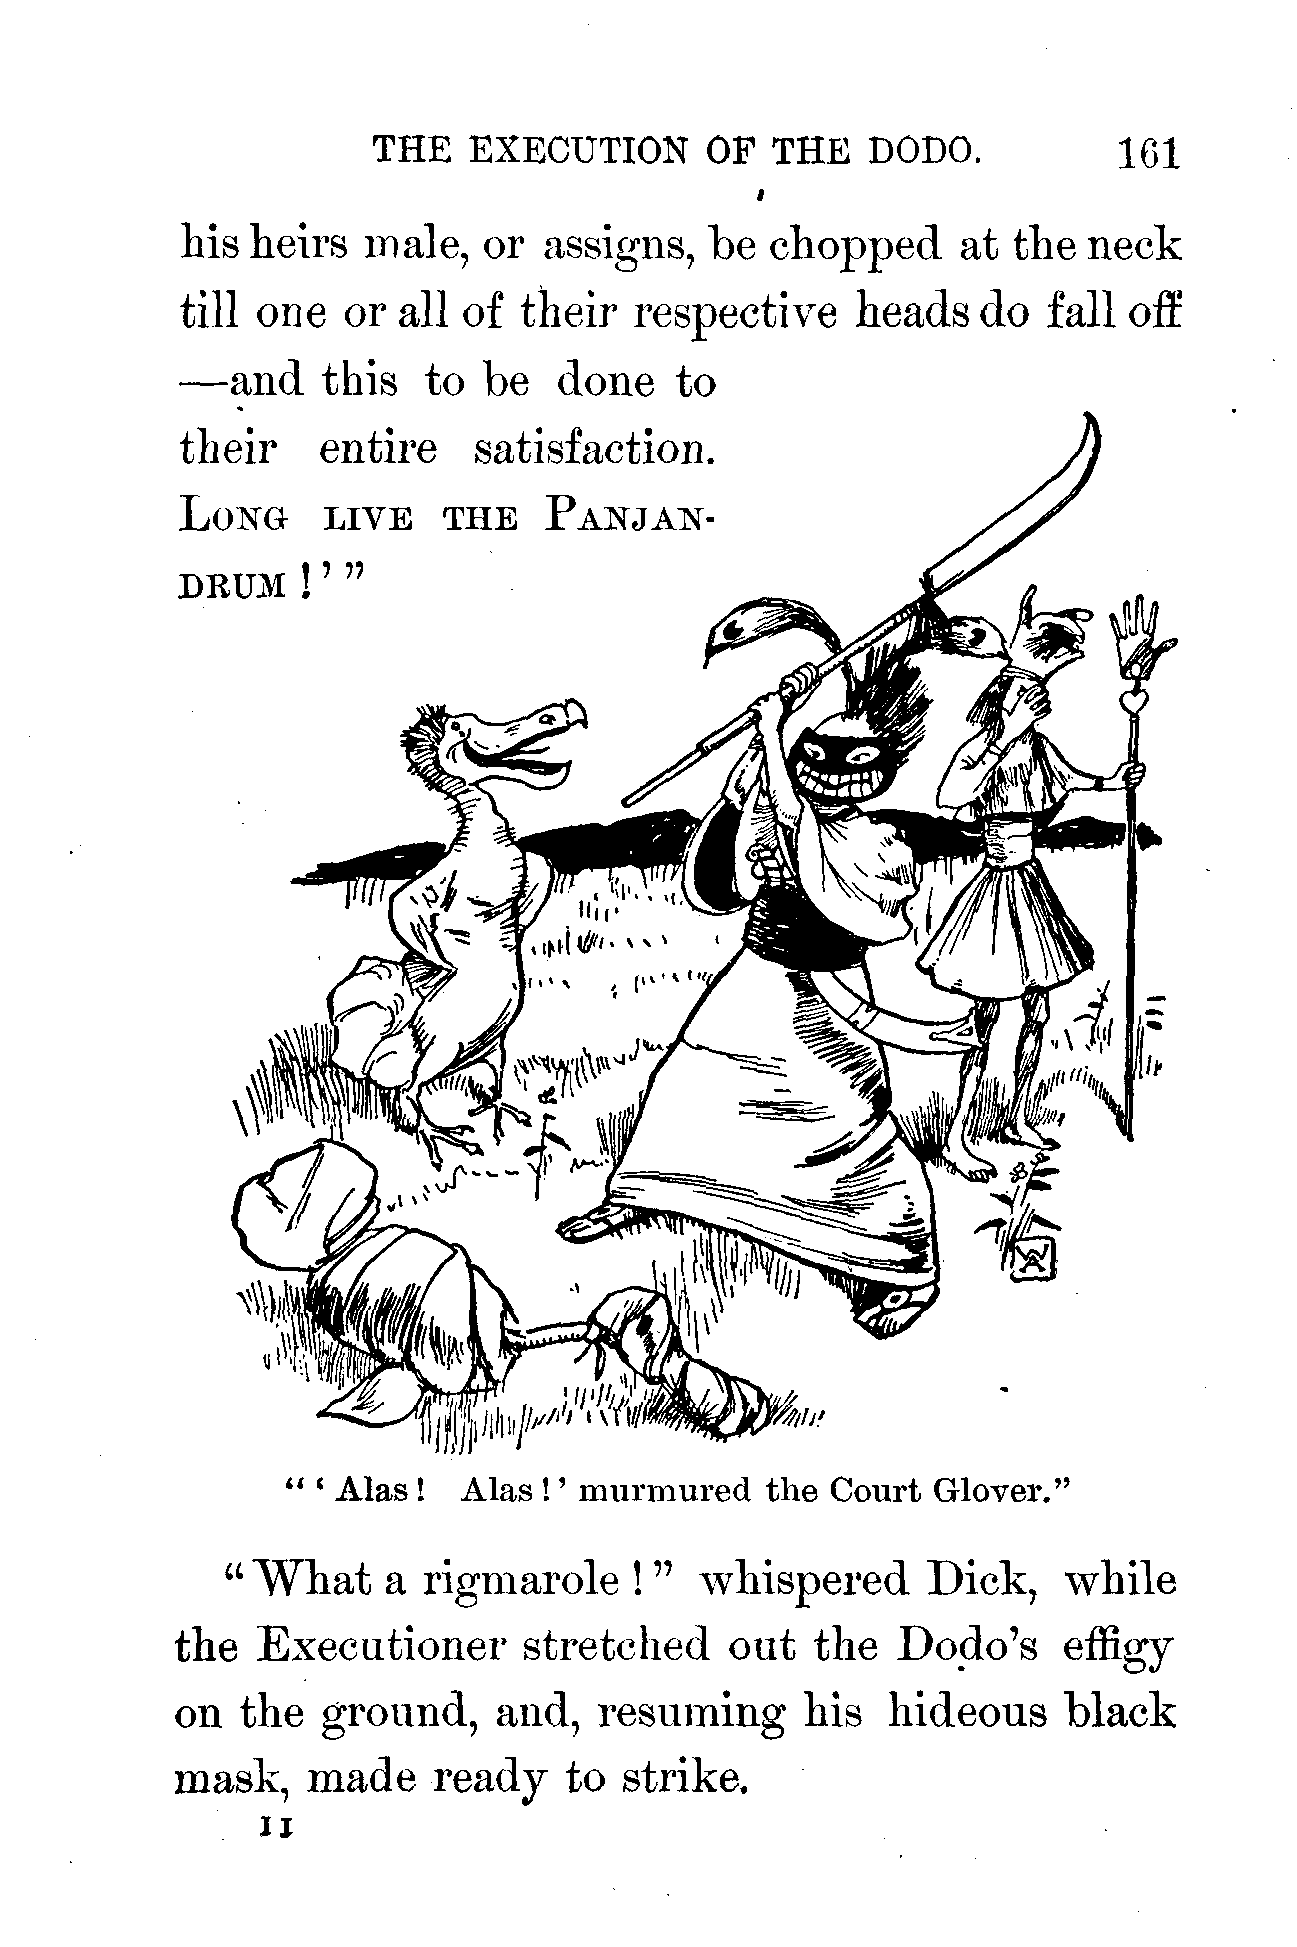 THE EXECUTION OF THE DODO. 161
his heirs male, or assigns, be chopped at the neck
till one or all of their respective heads do fall off
—and this to be done to
their entire satisfaction.
LONG LIVE THE PANJAN-
DRUM!’”
WA
“‘Alas! Alas!’ murmured the Court Glover.”
“What a rigmarole!” whispered Dick, while
the Executioner stretched out the Dodo’s effigy
on the ground, and, resuming his hideous black
mask, made ready to strike.
11